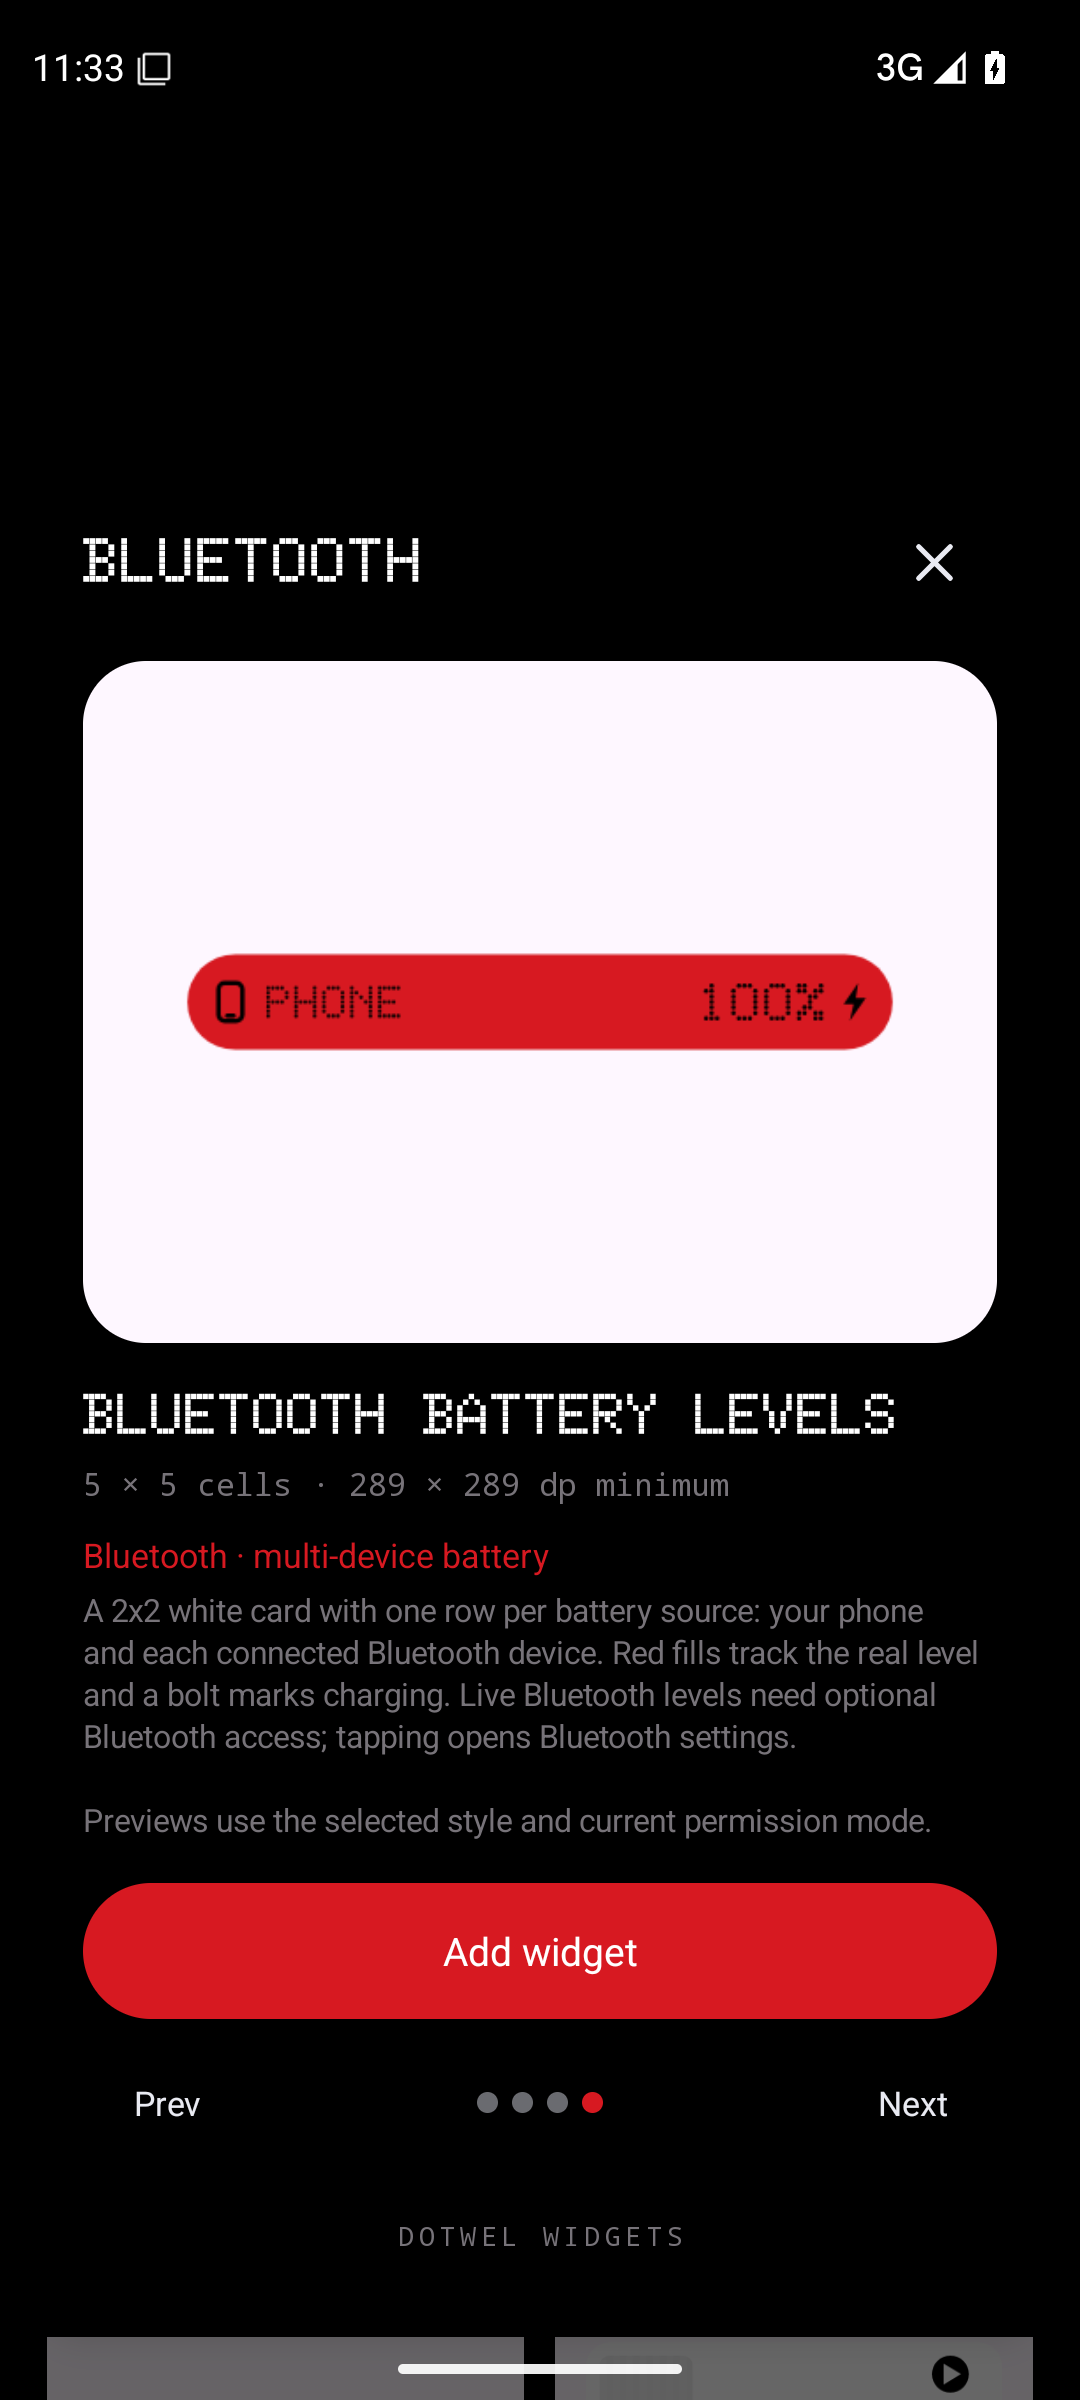 11:33
3G
BLUETOOTH
PHONE 100%
BLUETOOTH BATTERY LEVELS
5 × 5 cells · 289 × 289 dp minimum
Bluetooth · multi-device battery
A 2x2 white card with one row per battery source: your phone
and each connected Bluetooth device. Red fills track the real level
and a bolt marks charging. Live Bluetooth levels need optional
Bluetooth access; tapping opens Bluetooth settings.
Previews use the selected style and current permission mode.
Add widget
Prev
Next
DOTWEL WIDGETS